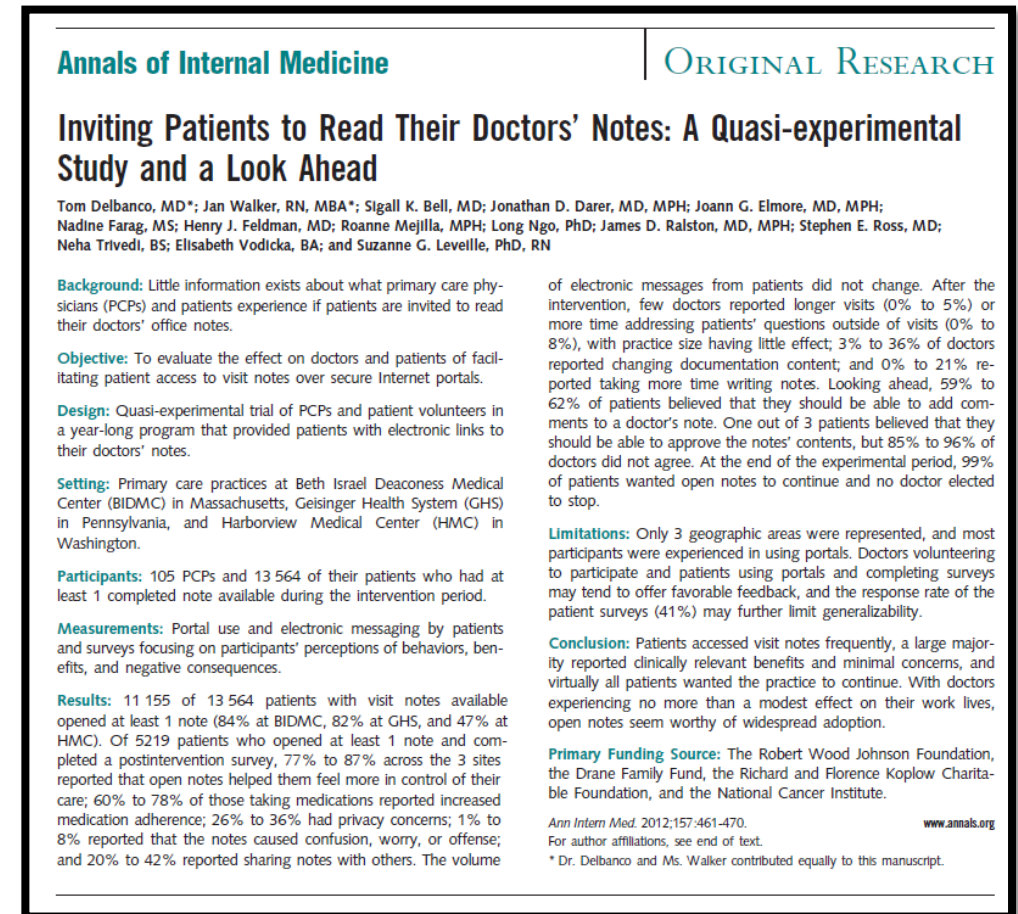 Annals of Internal Medicine
ORIGINAL RESEARCH
Inviting Patients to Read Their Doctors' Notes: A Quasi-experimental
Study and a Look Ahead
Tom Delbanco, MD*; Jan Walker, RN, MBA*; Sigall K. Bell, MD; Jonathan D. Darer, MD, MPH; Joann G. Elmore, MD, MPH;
Nadine Farag, MS; Henry J. Feldman, MD; Roanne Mejilla, MPH; Long Ngo, PhD; James D. Ralston, MD, MPH; Stephen E. Ross, MD;
Neha Trivedi, BS; Elisabeth Vodicka, BA; and Suzanne G. Leveille, PhD, RN
Background: Little information exists about what primary care phy-
sicians (PCPs) and patients experience if patients are invited to read
their doctors' office notes.
Objective: To evaluate the effect on doctors and patients of facil-
itating patient access to visit notes over secure Internet portals.
Design: Quasi-experimental trial of PCPs and patient volunteers in
a year-long program that provided patients with electronic links to
their doctors' notes.
Setting: Primary care practices at Beth Israel Deaconess Medical
Center (BIDMC) in Massachusetts, Geisinger Health System (GHS)
in Pennsylvania, and Harborview Medical Center (HMC) in
Washington.
Participants: 105 PCPs and 13 564 of their patients who had at
least 1 completed note available during the intervention period.
Measurements: Portal use and electronic messaging by patients
and surveys focusing on participants' perceptions of behaviors, ben-
efits, and negative consequences.
Results: 11 155 of 13 564 patients with visit notes available
opened at least 1 note (84% at BIDMC, 82% at GHS, and 47% at
HMC). Of 5219 patients who opened at least 1 note and com-
pleted a postintervention survey, 77% to 87% across the 3 sites
reported that open notes helped them feel more in control of their
care; 60% to 78% of those taking medications reported increased
medication adherence; 26% to 36% had privacy concerns; 1% to
8% reported that the notes caused confusion, worry, or offense;
and 20% to 42% reported sharing notes with others. The volume
of electronic messages from patients did not change. After the
intervention, few doctors reported longer visits (0% to 5%) or
more time addressing patients' questions outside of visits (0% to
8%), with practice size having little effect; 3% to 36% of doctors
reported changing documentation content; and 0% to 21% re-
ported taking more time writing notes. Looking ahead, 59% to
62% of patients believed that they should be able to add com-
ments to a doctor's note. One out of 3 patients believed that they
should be able to approve the notes' contents, but 85% to 96% of
doctors did not agree. At the end of the experimental period, 99%
of patients wanted open notes to continue and no doctor elected
to stop.
Limitations: Only 3 geographic areas were represented, and most
participants were experienced in using portals. Doctors volunteering
to participate and patients using portals and completing surveys
may tend to offer favorable feedback, and the response rate of the
patient surveys (41%) may further limit generalizability.
Conclusion: Patients accessed visit notes frequently, a large major-
ity reported clinically relevant benefits and minimal concerns, and
virtually all patients wanted the practice to continue. With doctors
experiencing no more than a modest effect on their work lives,
open notes seem worthy of widespread adoption.
Primary Funding Source: The Robert Wood Johnson Foundation,
the Drane Family Fund, the Richard and Florence Koplow Charita-
ble Foundation, and the National Cancer Institute.
Ann Intern Med. 2012;157:461-470.
www.annals.org
For author affiliations, see end of text.
* Dr. Delbanco and Ms. Walker contributed equally to this manuscript.